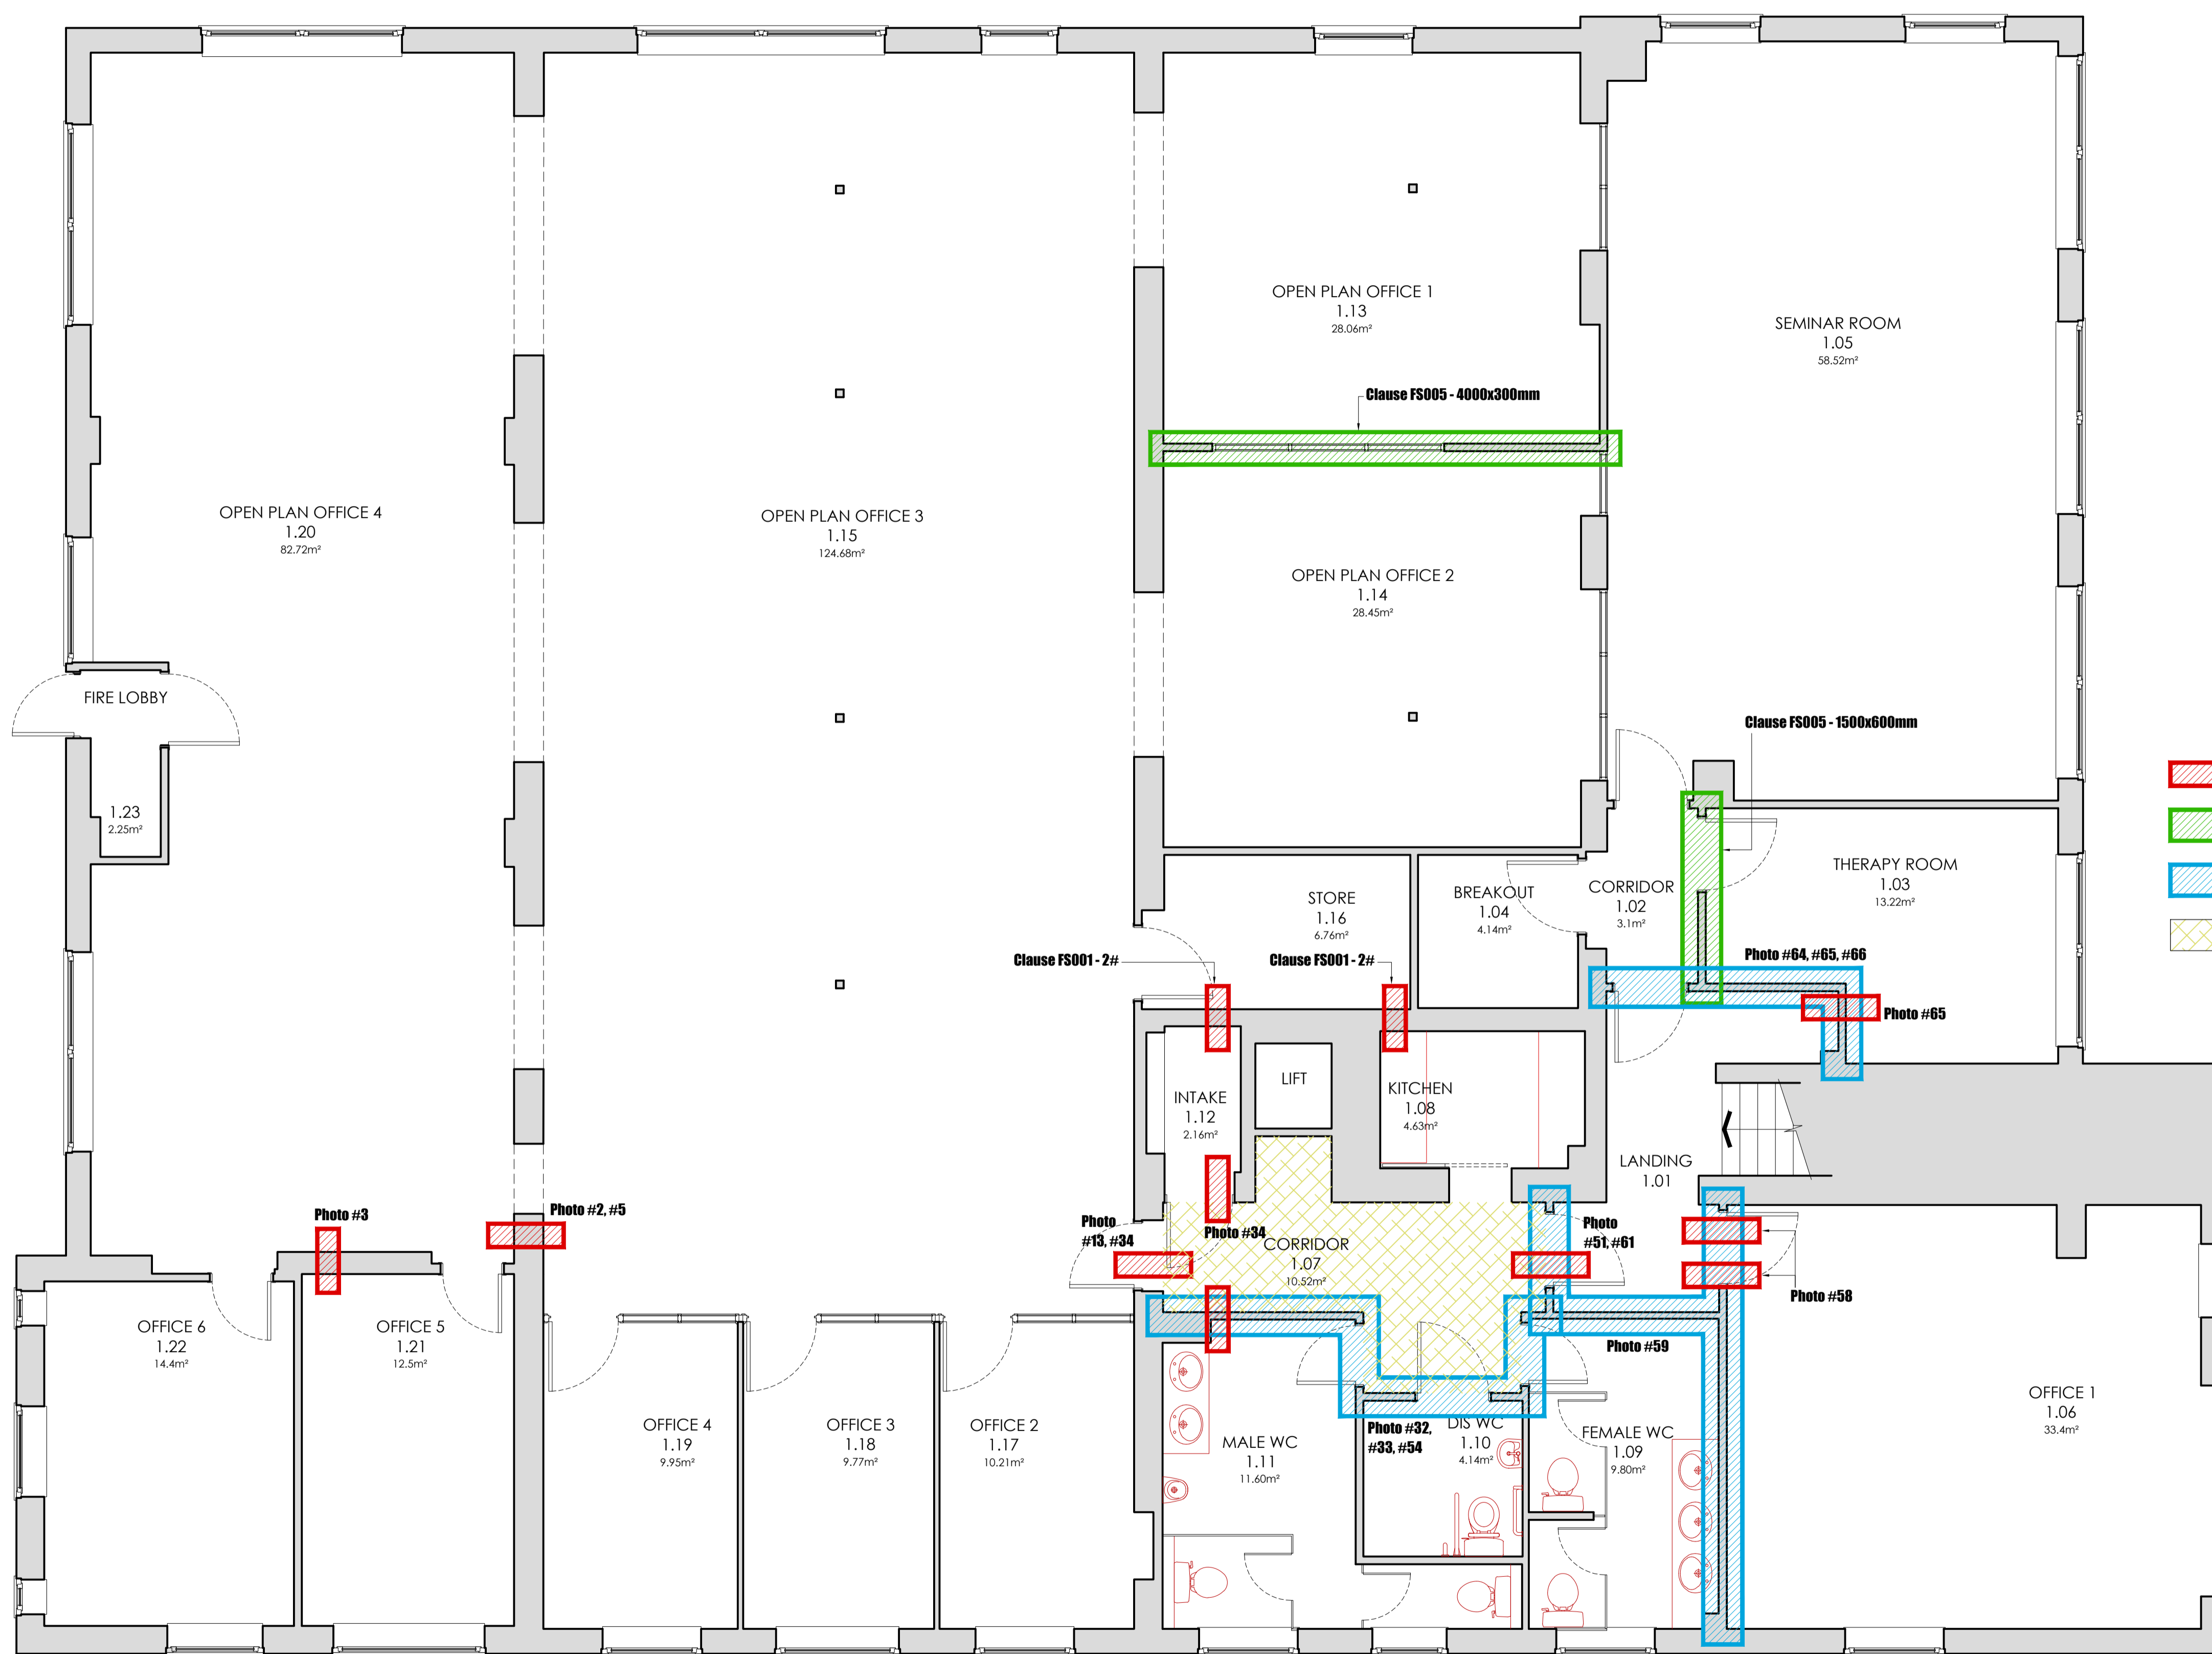 OPEN PLAN OFFICE 1
1.13
28.06m²
SEMINAR ROOM
1.05
58.52m²
Clause FS005 - 4000x300mm
OPEN PLAN OFFICE 4
1.20
82.72m²
OPEN PLAN OFFICE 3
1.15
124.68m²
OPEN PLAN OFFICE 2
1.14
28.45m²
FIRE LOBBY
Clause FS005 - 1500x600mm
1.23
2.25m²
STORE
1.16
6.76m²
BREAKOUT
1.04
4.14m²
CORRIDOR
1.02
3.1m²
THERAPY ROOM
1.03
13.22m²
Clause FS001 - 2#
Clause FS001 - 2#
Photo #64, #65, #66
Photo #65
INTAKE
1.12
2.16m²
LIFT
KITCHEN
1.08
4.63m²
LANDING
1.01
Photo #3
Photo #2, #5
Photo
#13, #34
Photo #34
CORRIDOR
1.07
10.52m²
Photo
#51, #61
Photo #58
OFFICE 6
1.22
14.4m²
OFFICE 5
1.21
12.5m²
Photo #59
OFFICE 4
1.19
9.95m²
OFFICE 3
1.18
9.77m²
OFFICE 2
1.17
10.21m²
MALE WC
1.11
11.60m²
Photo #32,
#33, #54
DIS WC
1.10
4.14m²
FEMALE WC
1.09
9.80m²
OFFICE 1
1.06
33.4m²